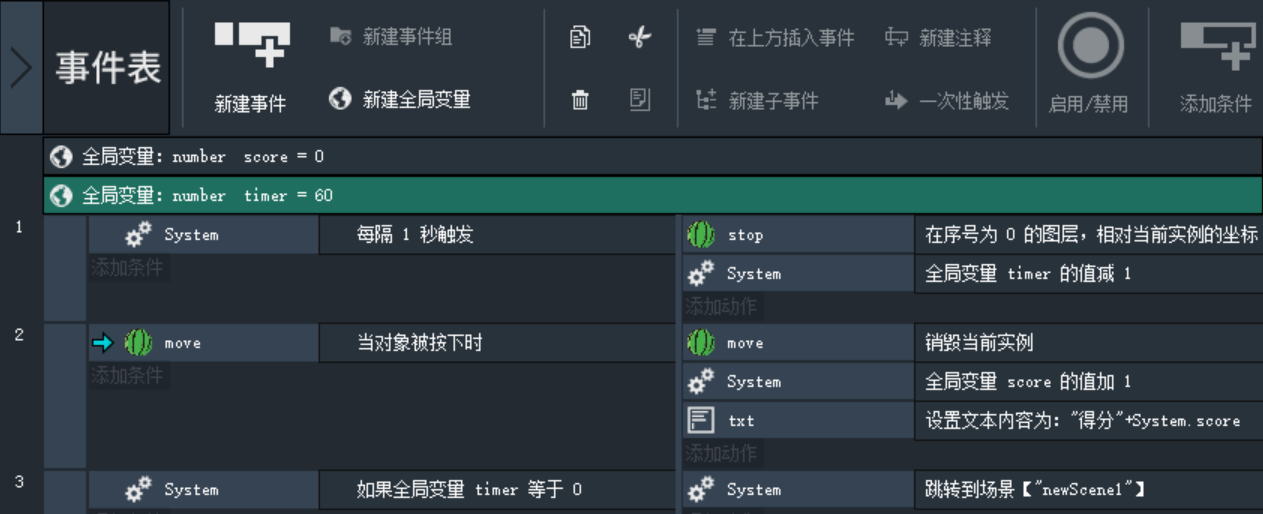 事件表
新建事件
新建事件组
新建全局变量
在上方插入事件
新建注释
新建子事件
一次性触发
启用/禁用
添加条件
全局变量: number score = 0
全局变量: number timer = 60
1 System 每隔 1 秒触发 stop 在序号为 0 的图层，相对当前实例的坐标
添加条件 System 全局变量 timer 的值减 1
添加动作
2 move 当对象被按下时 move 销毁当前实例
添加条件 System 全局变量 score 的值加 1
txt 设置文本内容为: "得分"+System.score
添加动作
3 System 如果全局变量 timer 等于 0 System 跳转到场景【"newScene1"】